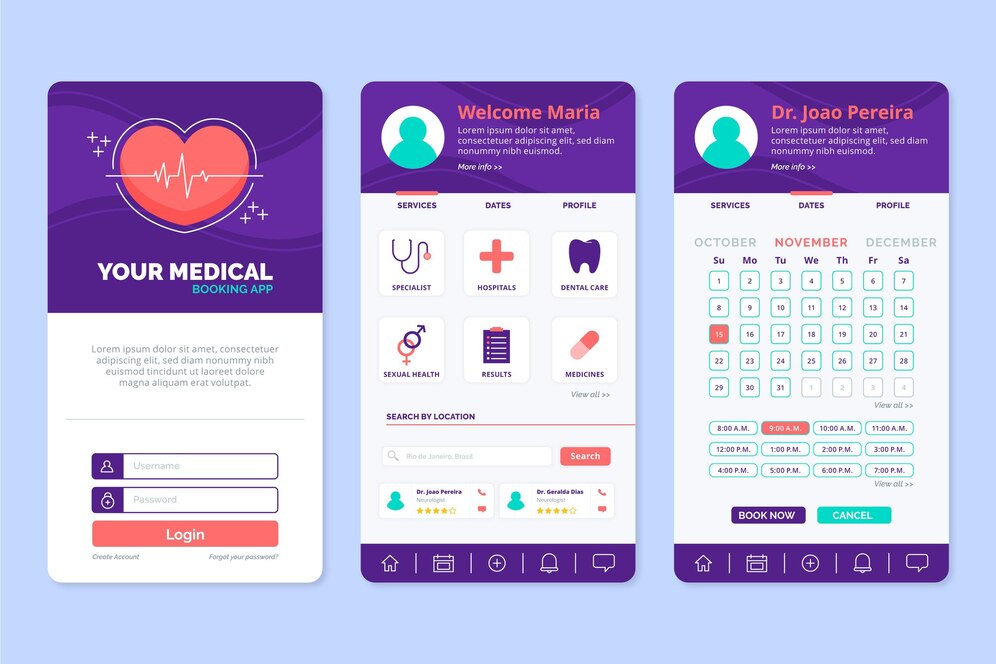 YOUR MEDICAL
BOOKING APP
Lorem ipsum dolor sit amet, consectetuer
adipiscing elit, sed diam nonummy nibh
euismod tincidunt ut laoreet dolore
magna aliquam erat volutpat.
Username
Password
Login
Create Account
Forgot your password?
Welcome Maria
Lorem ipsum dolor sit amet,
consectetuer adipiscing elit, sed diam
nonummy nibh euismod.
More info >>
SERVICES DATES PROFILE
SPECIALIST HOSPITALS DENTAL CARE
SEXUAL HEALTH RESULTS MEDICINES
View all >>
SEARCH BY LOCATION
Rio de Janeiro, Brasil
Search
Dr. Joao Pereira
Neurologist
Dr. Geralda Dias
Neurologist
Dr. Joao Pereira
Lorem ipsum dolor sit amet,
consectetuer adipiscing elit, sed diam
nonummy nibh euismod.
More info >>
SERVICES DATES PROFILE
OCTOBER NOVEMBER DECEMBER
Su Mo Tu We Th Fr Sa
1 2 3 4 5 6 7
8 9 10 11 12 13 14
15 16 17 18 19 20 21
22 23 24 25 26 27 28
29 30 31 1 2 3 4
View all >>
8:00 A.M. 9:00 A.M. 10:00 A.M. 11:00 A.M.
12:00 P.M. 1:00 P.M. 2:00 P.M. 3:00 P.M.
4:00 P.M. 5:00 P.M. 6:00 P.M. 7:00 P.M.
View all >>
BOOK NOW CANCEL